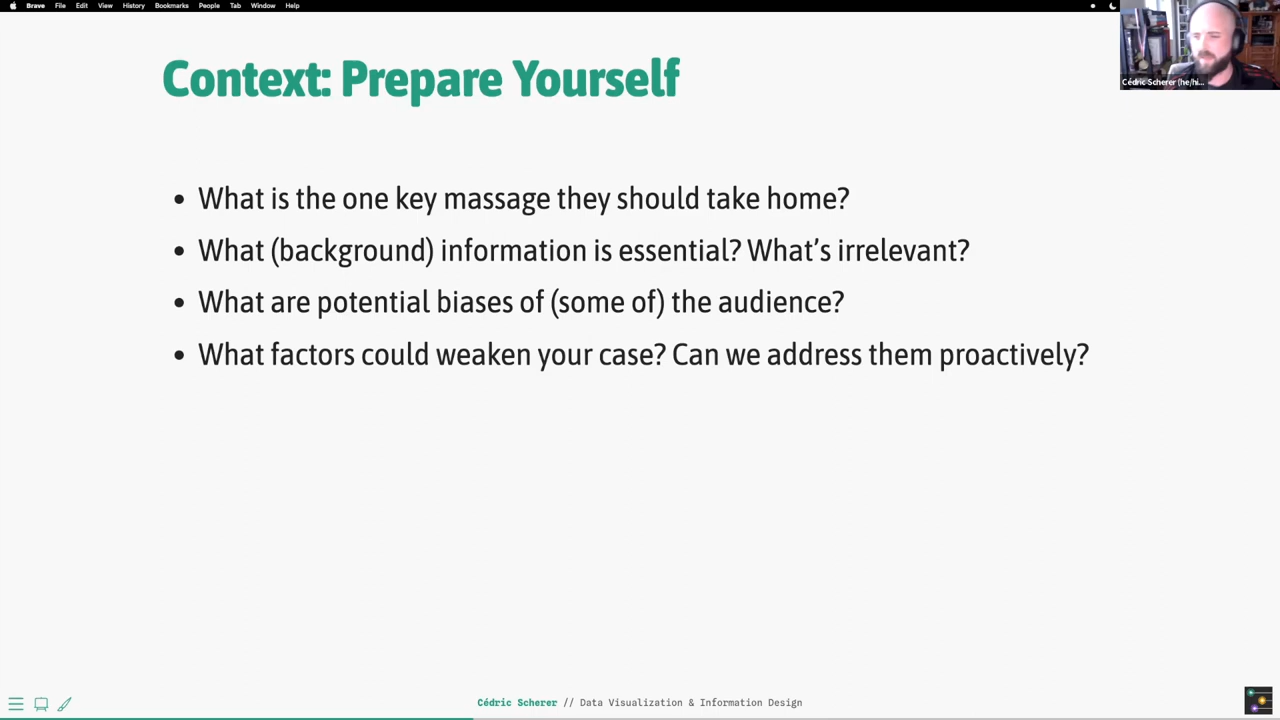 Brave File Edit View History Bookmarks People Tab Window Help
Context: Prepare Yourself
Cédric Scherer (he/hi...
• What is the one key massage they should take home?
• What (background) information is essential? What’s irrelevant?
• What are potential biases of (some of) the audience?
• What factors could weaken your case? Can we address them proactively?
Cédric Scherer // Data Visualization & Information Design